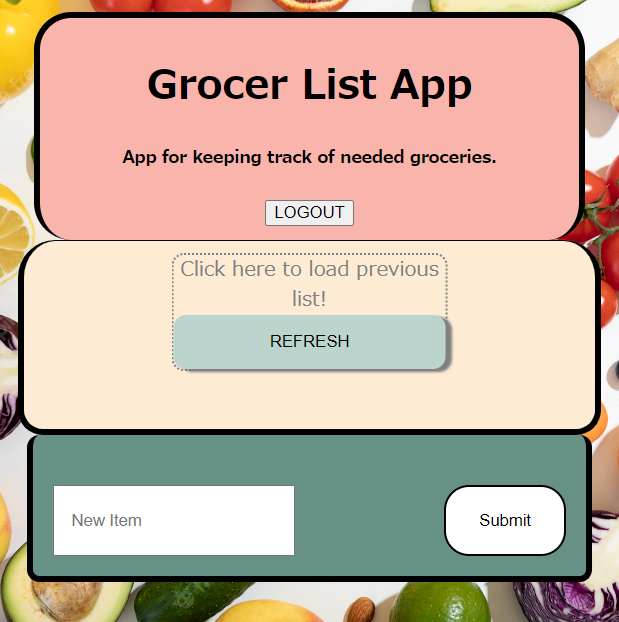 Grocer List App
App for keeping track of needed groceries.
LOGOUT
Click here to load previous
list!
REFRESH
New Item
Submit